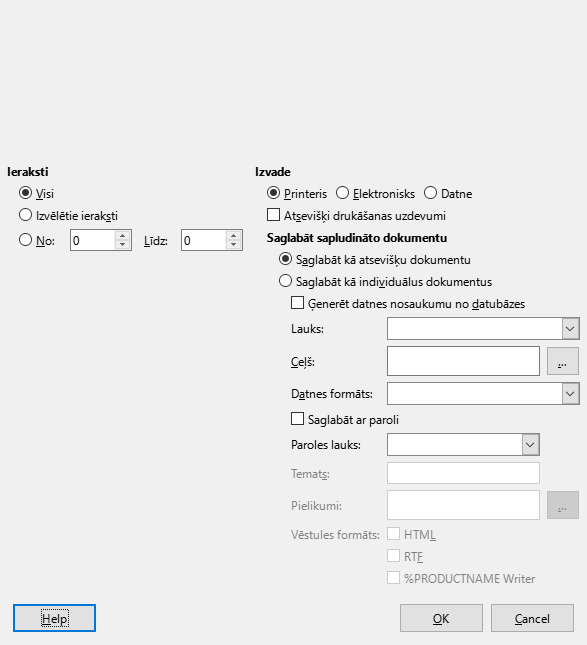 Ieraksti
Visi
Izvēlētie ieraksti
No: 0 Līdz: 0
Izvade
Printeris Elektronisks Datne
Atsevišķi drukāšanas uzdevumi
Saglabāt sapludināto dokumentu
Saglabāt kā atsevišķu dokumentu
Saglabāt kā individuālus dokumentus
Ģenerēt datnes nosaukumu no datubāzes
Lauks:
Ceļš: ...
Datnes formāts:
Saglabāt ar paroli
Paroles lauks:
Temats:
Pielikumi: ...
Vēstules formāts: HTML
RTF
%PRODUCTNAME Writer
Help OK Cancel